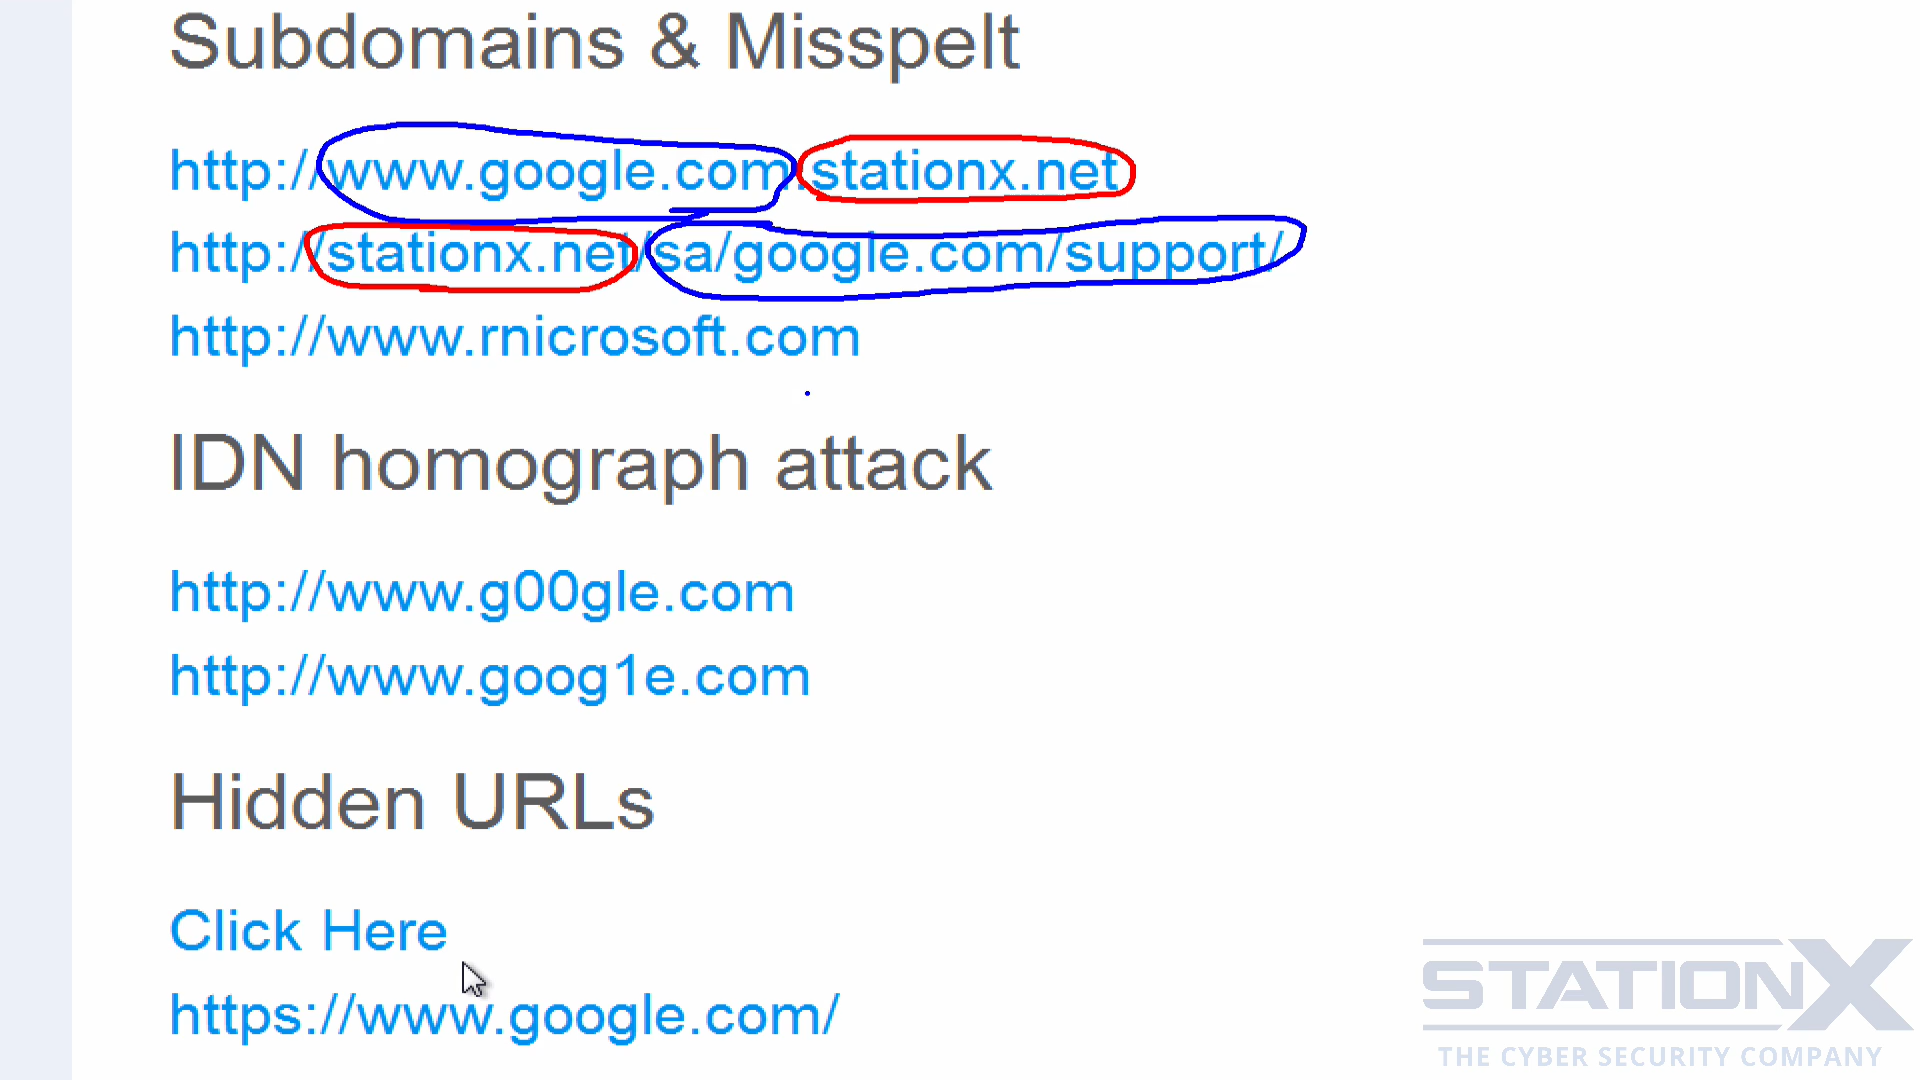 Subdomains & Misspelt
http://www.google.com.stationx.net
http://stationx.net/sa/google.com/support/
http://www.rnicrosoft.com
IDN homograph attack
http://www.g00gle.com
http://www.goog1e.com
Hidden URLs
Click Here
https://www.google.com/
STATIONX
THE CYBER SECURITY COMPANY